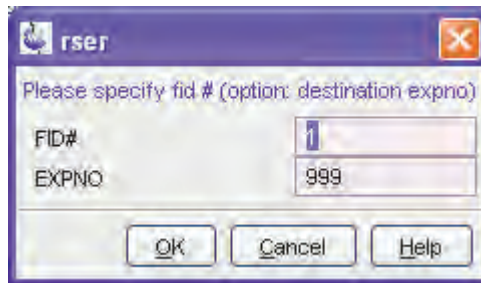 rser
Please specify fid # (option: destination expno)
FID# 1
EXPNO 999
OK Cancel Help